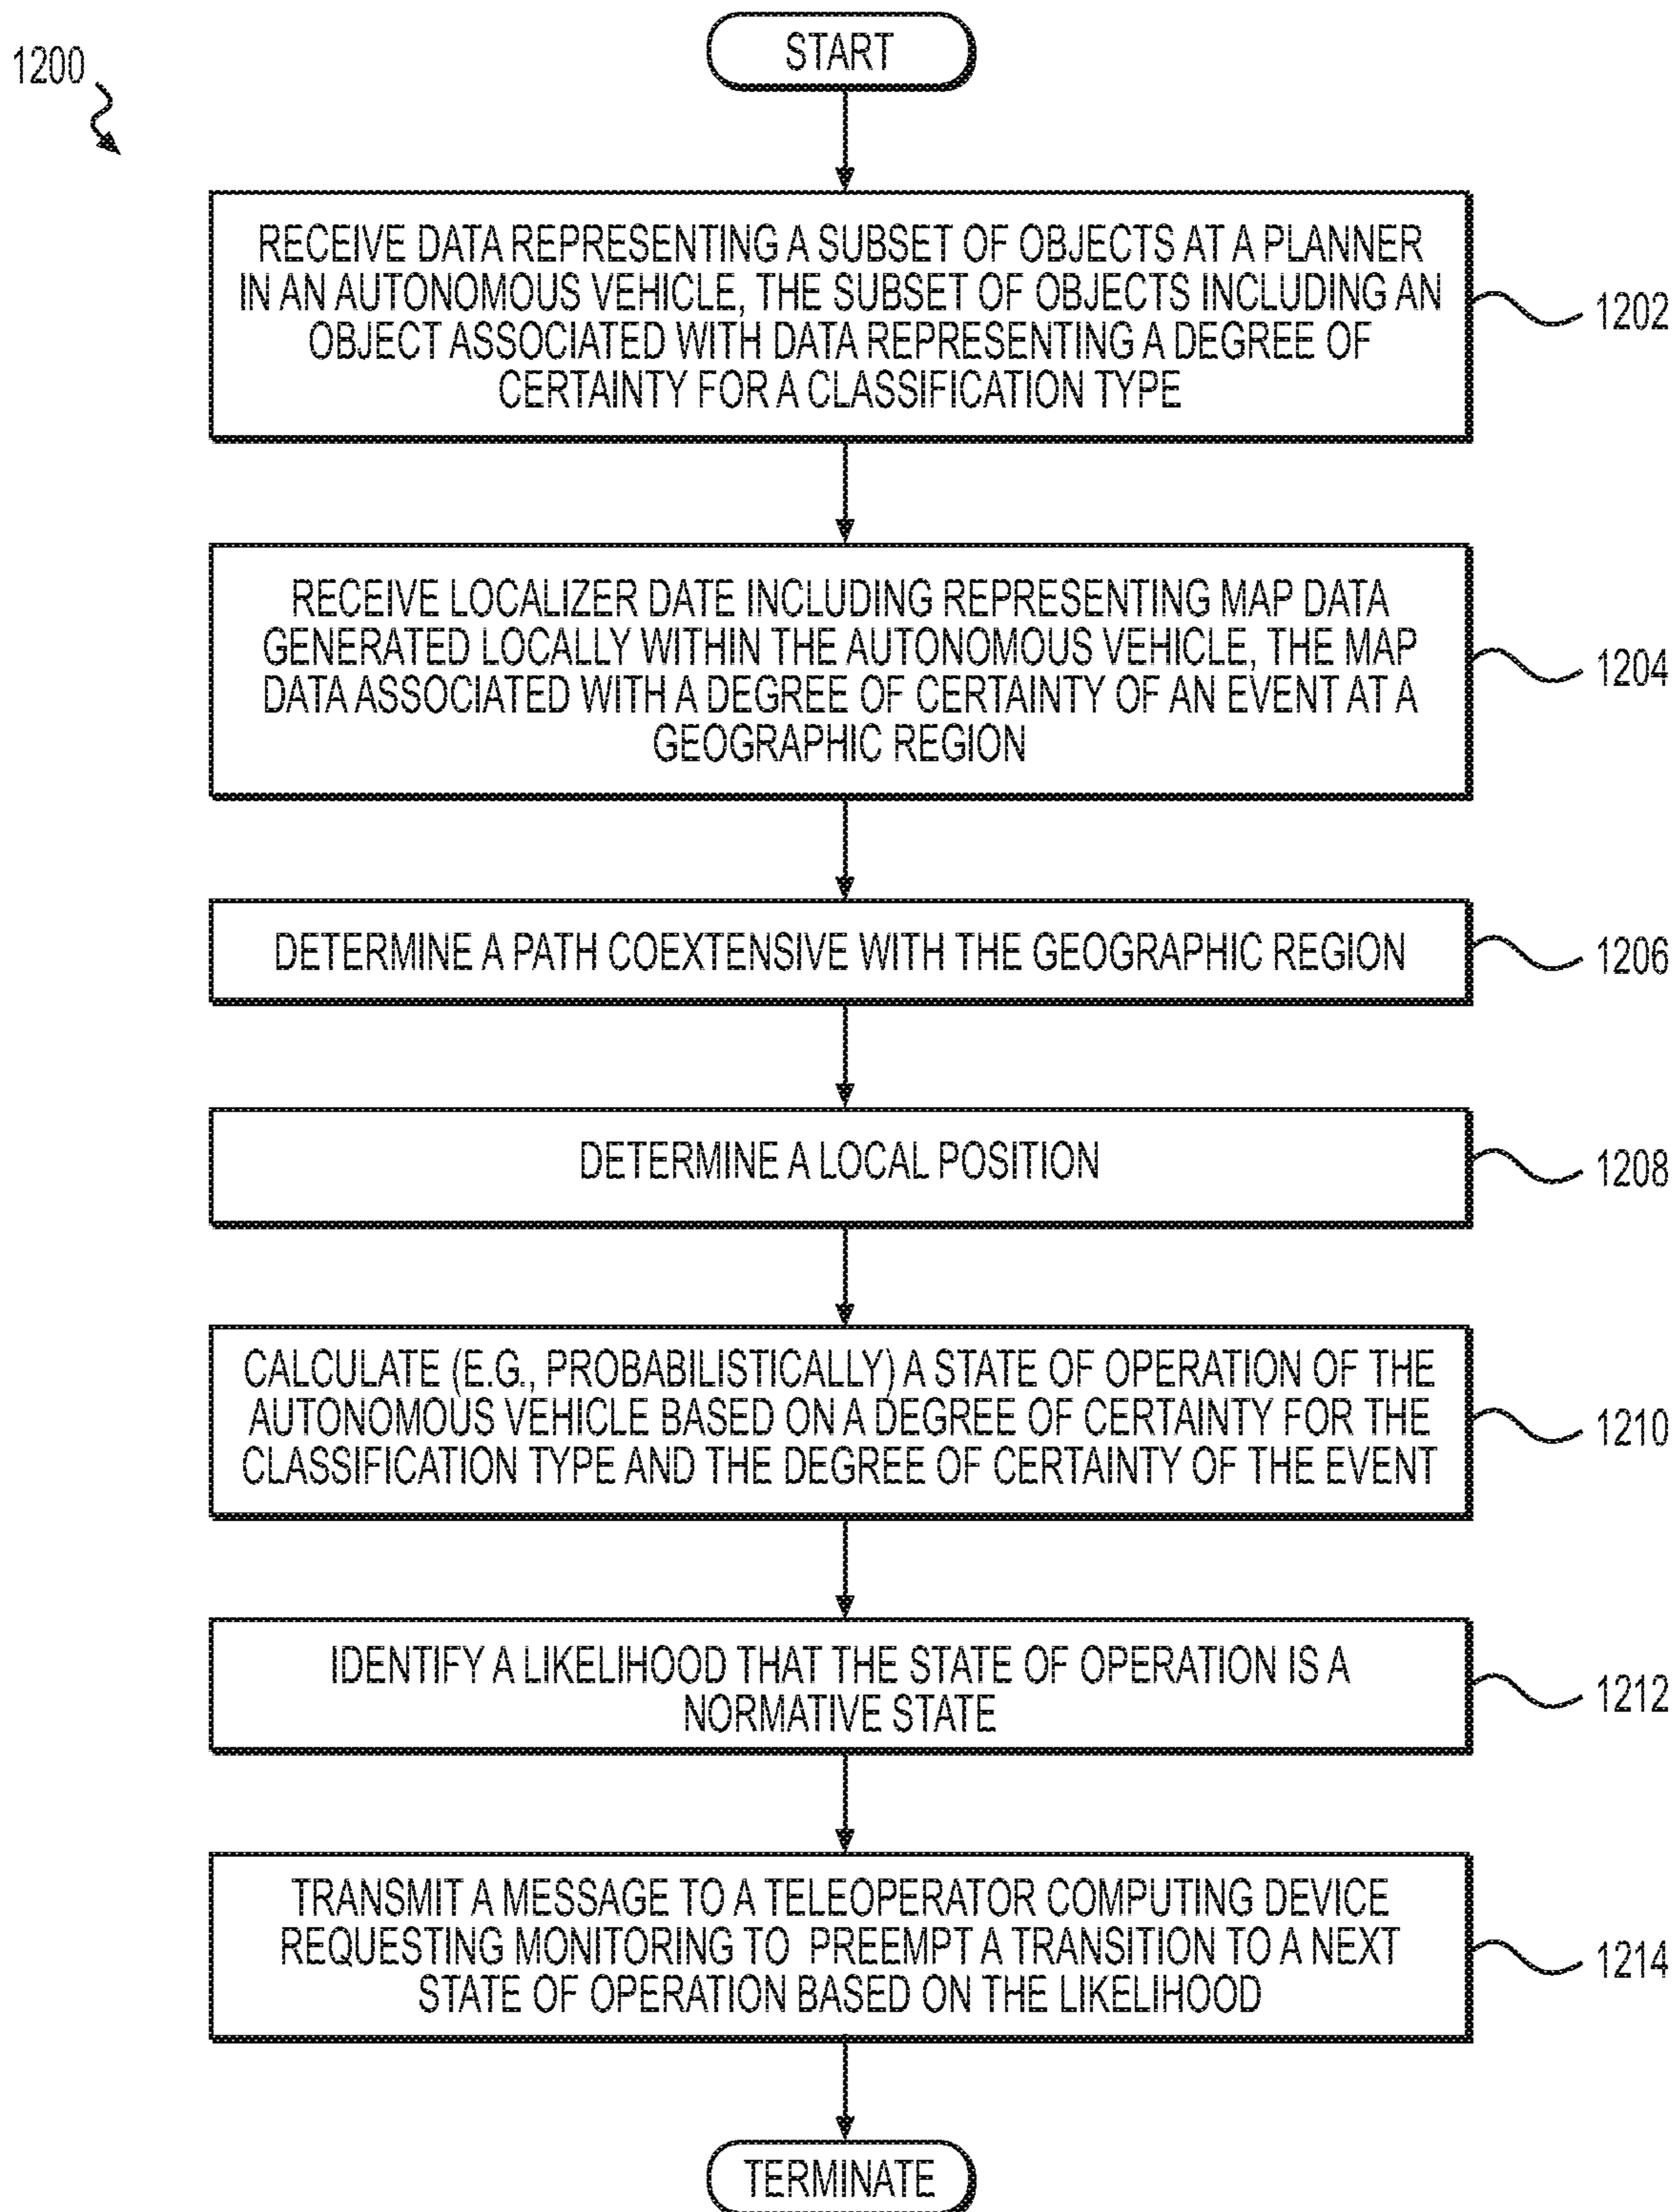 START
1200
RECEIVE DATA REPRESENTING A SUBSET OF OBJECTS AT A PLANNER
IN AN AUTONOMOUS VEHICLE, THE SUBSET OF OBJECTS INCLUDING AN
OBJECT ASSOCIATED WITH DATA REPRESENTING A DEGREE OF
CERTAINTY FOR A CLASSIFICATION TYPE
1202
RECEIVE LOCALIZER DATE INCLUDING REPRESENTING MAP DATA
GENERATED LOCALLY WITHIN THE AUTONOMOUS VEHICLE, THE MAP
DATA ASSOCIATED WITH A DEGREE OF CERTAINTY OF AN EVENT AT A
GEOGRAPHIC REGION
1204
DETERMINE A PATH COEXTENSIVE WITH THE GEOGRAPHIC REGION
1206
DETERMINE A LOCAL POSITION
1208
CALCULATE (E.G., PROBABILISTICALLY) A STATE OF OPERATION OF THE
AUTONOMOUS VEHICLE BASED ON A DEGREE OF CERTAINTY FOR THE
CLASSIFICATION TYPE AND THE DEGREE OF CERTAINTY OF THE EVENT
1210
IDENTIFY A LIKELIHOOD THAT THE STATE OF OPERATION IS A
NORMATIVE STATE
1212
TRANSMIT A MESSAGE TO A TELEOPERATOR COMPUTING DEVICE
REQUESTING MONITORING TO PREEMPT A TRANSITION TO A NEXT
STATE OF OPERATION BASED ON THE LIKELIHOOD
1214
TERMINATE